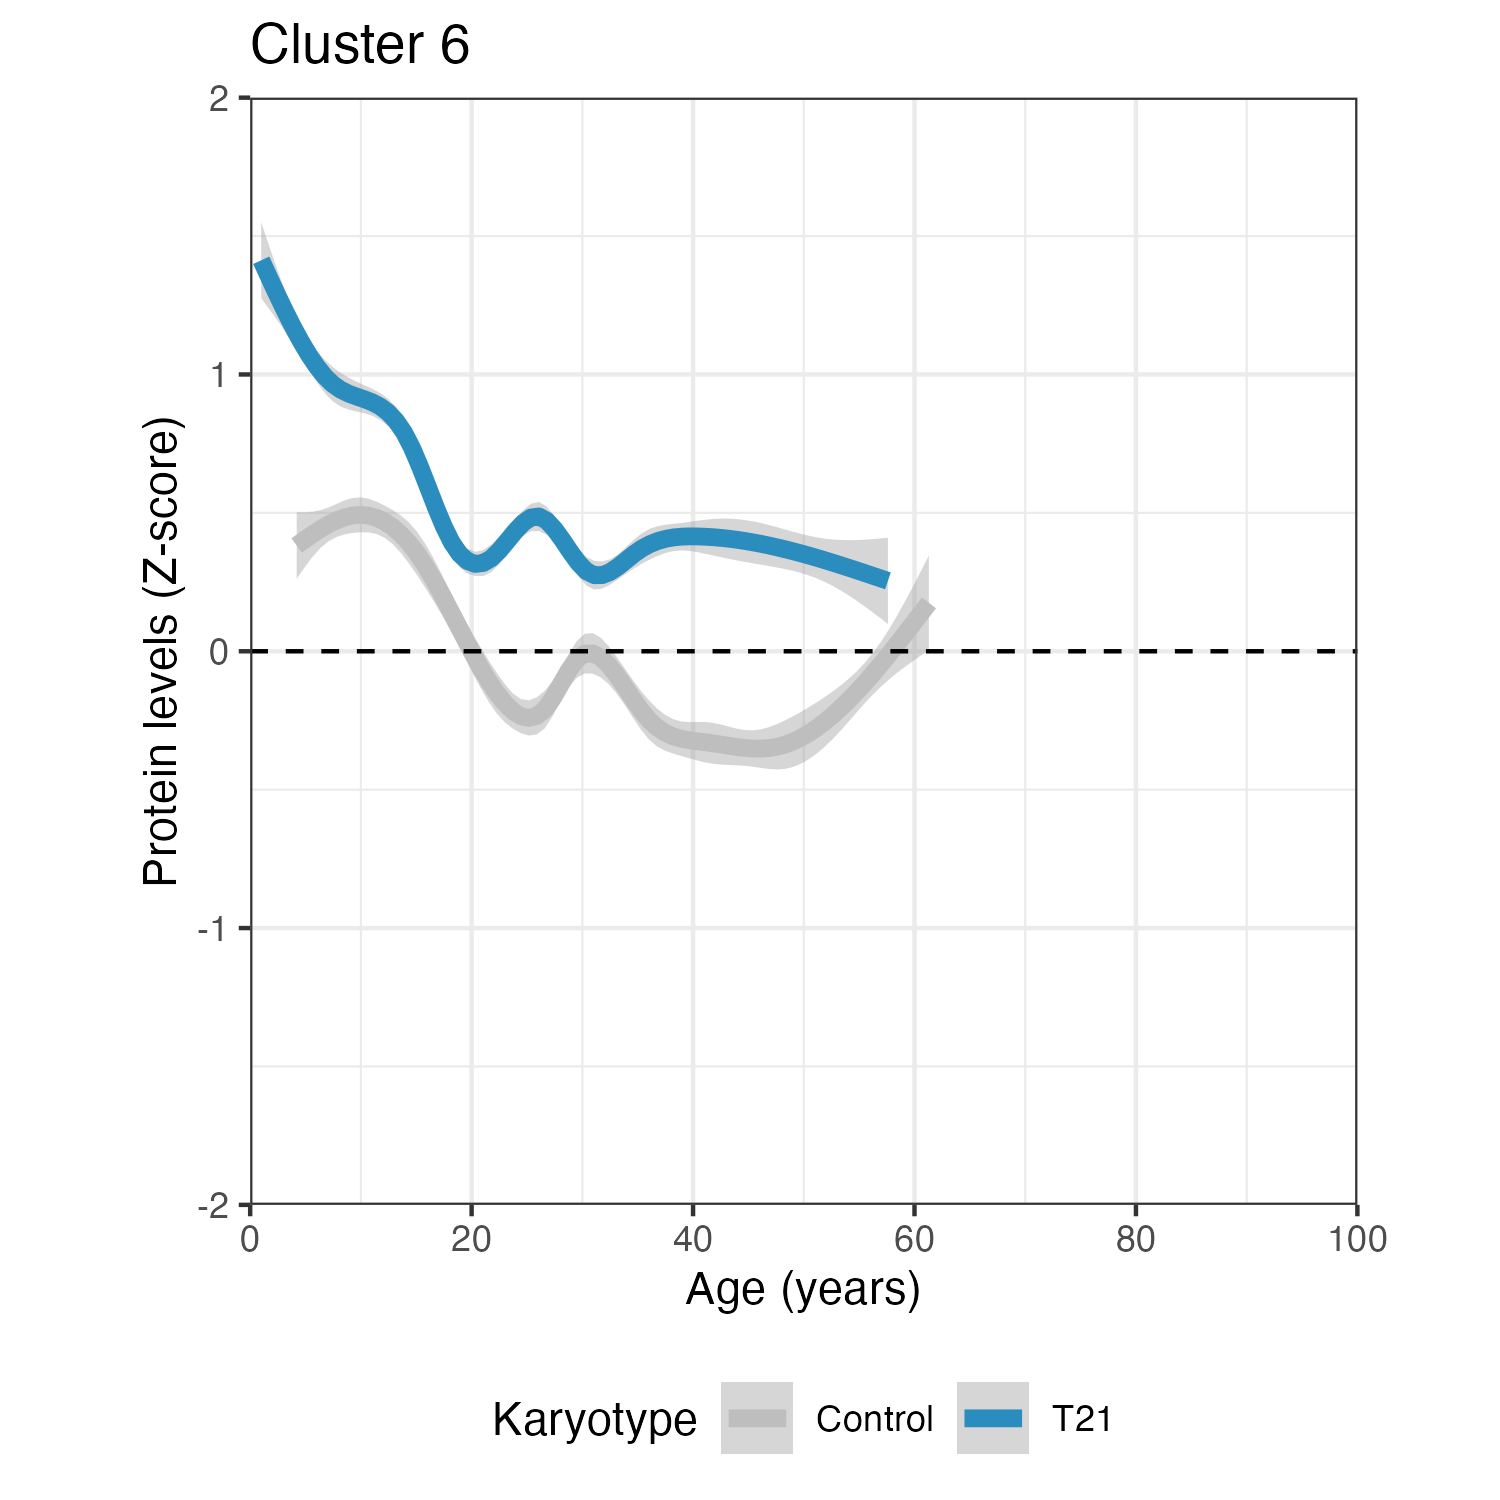 Cluster 6
2
1
0
-1
-2
Protein levels (Z-score)
0 20 40 60 80 100
Age (years)
Karyotype Control T21